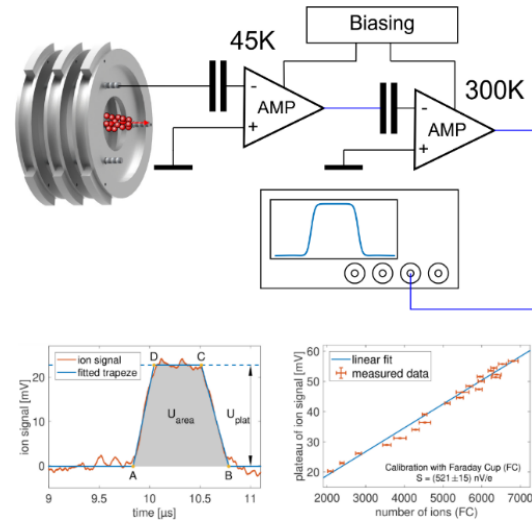 Biasing
45K
300K
-
AMP
+
-
AMP
+
ion signal
fitted trapeze
D
C
A
B
U_area
U_plat
ion signal [mV]
20
0
9
9.5
10
10.5
11
time [µs]
linear fit
measured data
Calibration with Faraday Cup (FC)
S = (521±15) nV/e
plateau of ion signal [mV]
60
50
40
30
20
2000 3000 4000 5000 6000 7000
number of ions (FC)